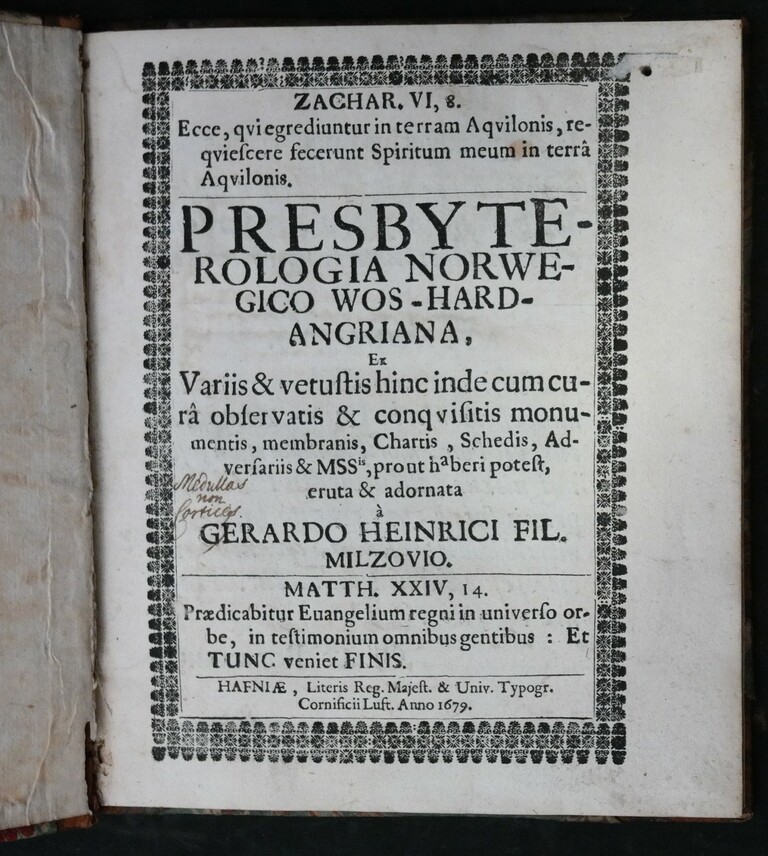 ZACHAR. VI, 8.
Ecce, qvi egrediuntur in terram Aqvilonis, re-
qvieſcere fecerunt Spiritum meum in terrâ
Aqvilonis.
PRESBYTE-
ROLOGIA NORWE-
GICO WOS-HARD-
ANGRIANA,
Ex
Variis & vetuſtis hinc inde cum cu-
râ obſervatis & conqviſitis monu-
mentis, membranis, Chartis, Schedis, Ad-
verſariis & MSSis, prout haberi poteſt,
eruta & adornata
à
Medullas
non
Cortices.
GERARDO HEINRICI FIL.
MILZOVIO.
MATTH. XXIV, 14.
Prædicabitur Euangelium regni in univerſo or-
be, in teſtimonium omnibus gentibus : Et
TUNC veniet FINIS.
HAFNIÆ, Literis Reg. Majeſt. & Univ. Typogr.
Cornificii Luft. Anno 1679.